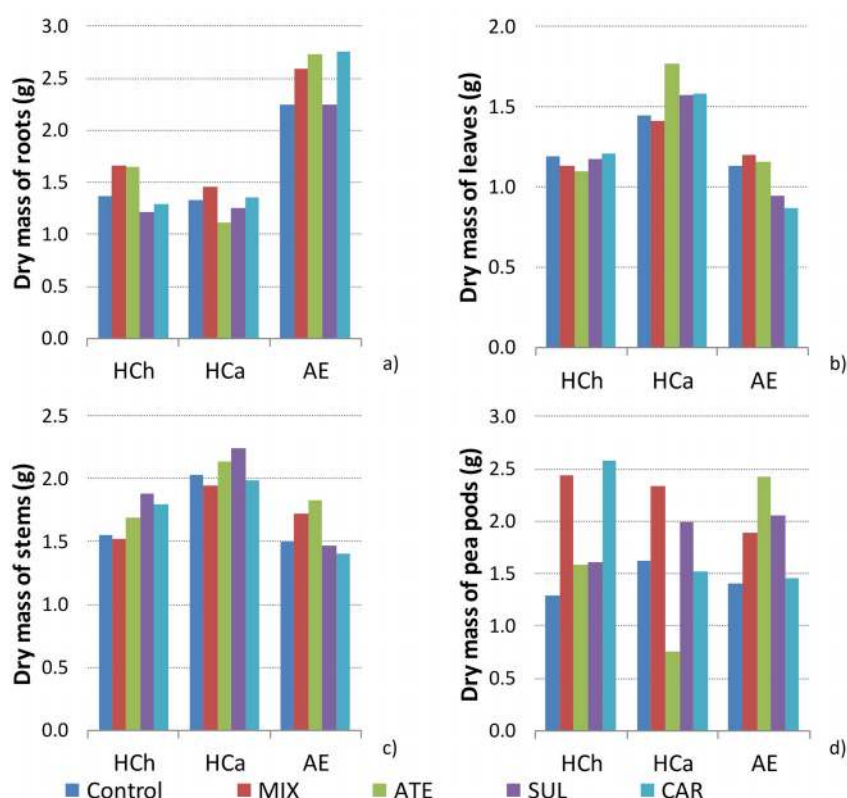 Dry mass of roots (g)
3.0
2.5
2.0
1.5
1.0
0.5
0.0
HCh HCa AE
a)
Dry mass of leaves (g)
2.0
1.5
1.0
0.5
0.0
HCh HCa AE
b)
Dry mass of stems (g)
2.5
2.0
1.5
1.0
0.5
0.0
HCh HCa AE
c)
Dry mass of pea pods (g)
3.0
2.5
2.0
1.5
1.0
0.5
0.0
HCh HCa AE
d)
Control MIX ATE SUL CAR